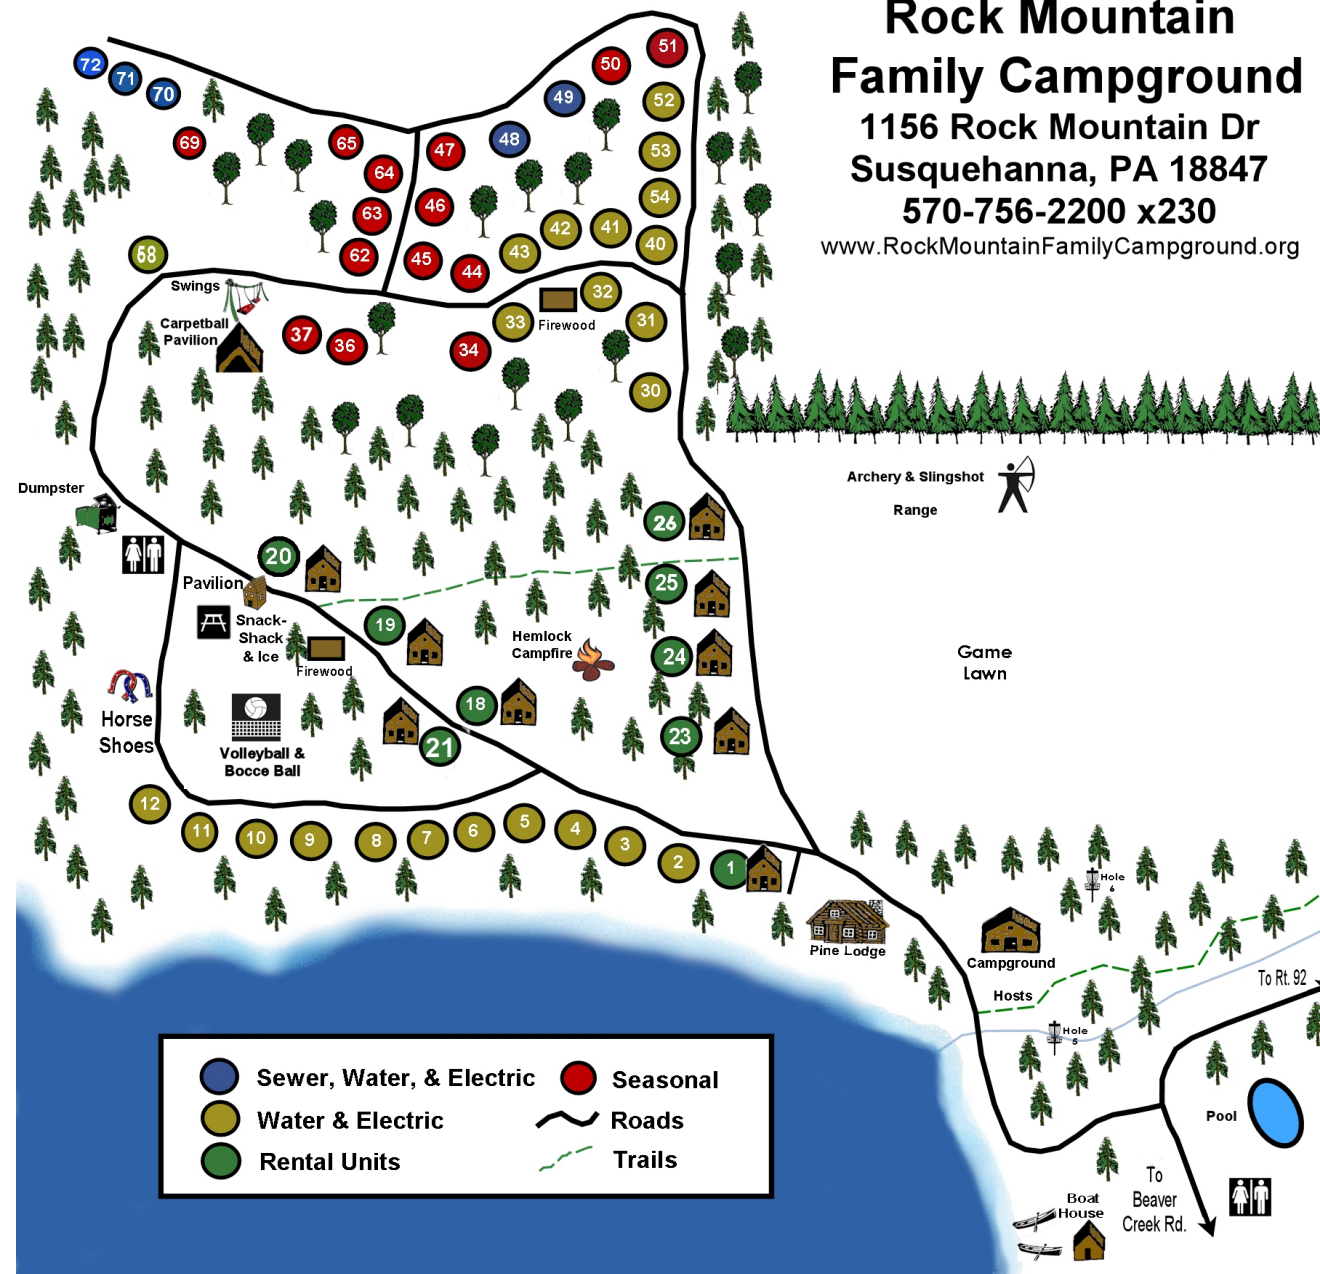 Rock Mountain
Family Campground
1156 Rock Mountain Dr
Susquehanna, PA 18847
570-756-2200 x230
www.RockMountainFamilyCampground.org
72
71
70
69
68
65
64
63
62
47
46
45
44
48
49
50
51
52
53
54
40
41
42
43
Swings
Carpetball
Pavilion
37
36
34
33
32
31
30
Firewood
Archery & Slingshot
Range
Dumpster
26
25
24
23
20
19
18
21
Pavilion
Snack-
Shack
& Ice
Firewood
Hemlock
Campfire
Game
Lawn
Horse
Shoes
Volleyball &
Bocce Ball
12
11
10
9
8
7
6
5
4
3
2
1
Pine Lodge
Campground
Hosts
Hole
6
Hole
5
To Rt. 92
Pool
To
Beaver
Creek Rd.
Boat
House
Sewer, Water, & Electric
Water & Electric
Rental Units
Seasonal
Roads
Trails